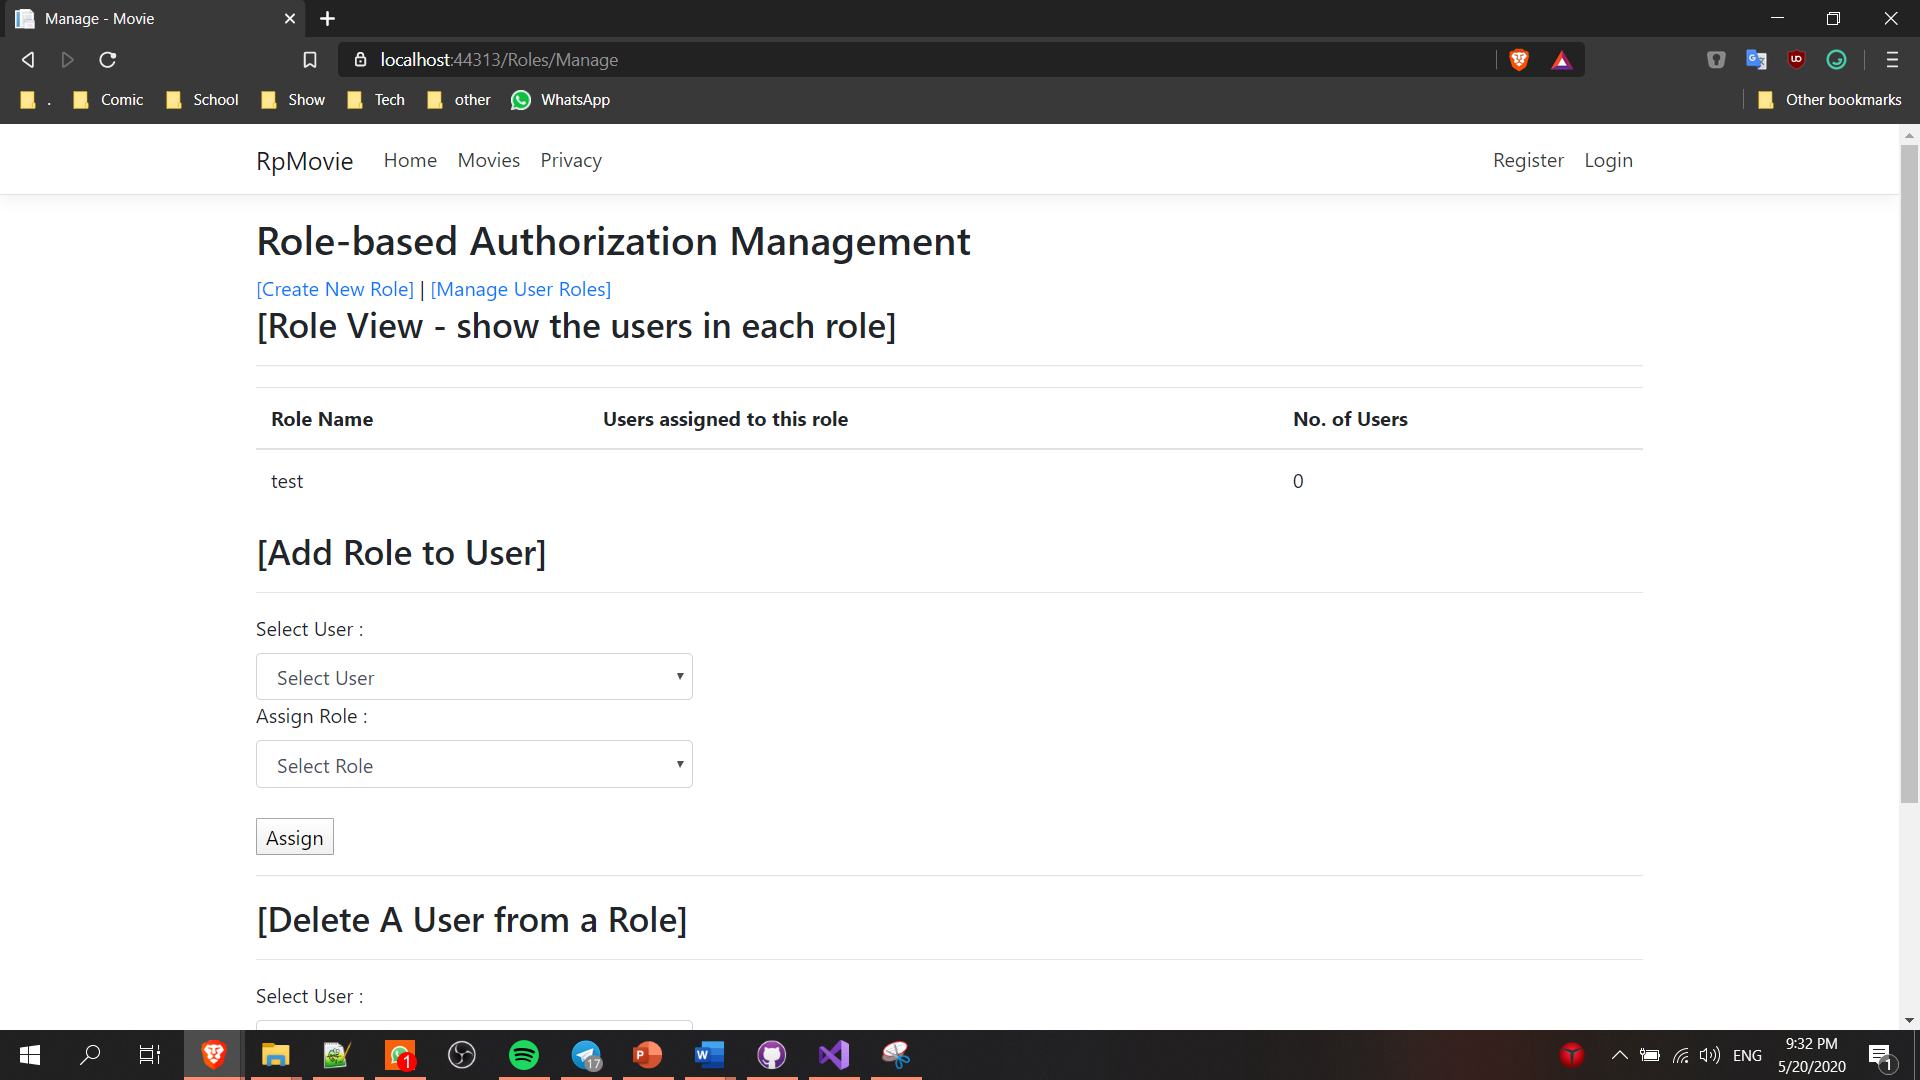 Manage - Movie
localhost:44313/Roles/Manage
. Comic School Show Tech other WhatsApp Other bookmarks
RpMovie Home Movies Privacy Register Login
Role-based Authorization Management
[Create New Role] | [Manage User Roles]
[Role View - show the users in each role]
Role Name Users assigned to this role No. of Users
test 0
[Add Role to User]
Select User :
Select User
Assign Role :
Select Role
Assign
[Delete A User from a Role]
Select User :
1 17 ENG 9:32 PM
5/20/2020 1